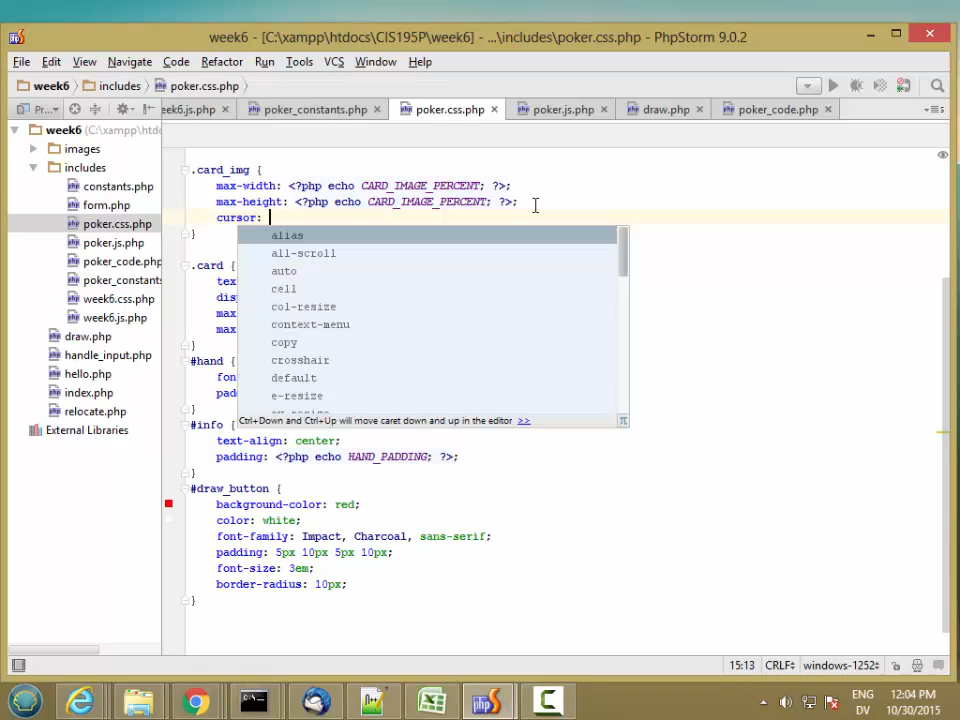 week6 - [C:\xampp\htdocs\CIS195P\week6] - ...\includes\poker.css.php - PhpStorm 9.0.2
File Edit View Navigate Code Refactor Run Tools VCS Window Help
week6 includes poker.css.php
Pr... eek6.js.php poker_constants.php poker.css.php poker.js.php draw.php poker_code.php
week6 (C:\xampp\htdo
images
includes
constants.php
form.php
poker.css.php
poker.js.php
poker_code.php
poker_constants
week6.css.php
week6.js.php
draw.php
handle_input.php
hello.php
index.php
relocate.php
External Libraries
.card_img {
max-width: <?php echo CARD_IMAGE_PERCENT; ?>;
max-height: <?php echo CARD_IMAGE_PERCENT; ?>;
cursor:
}
alias
all-scroll
auto
cell
col-resize
context-menu
copy
crosshair
default
e-resize
Ctrl+Down and Ctrl+Up will move caret down and up in the editor >>
.card {
tex
dis
max
max
}
#hand {
fon
pad
}
#info {
text-align: center;
padding: <?php echo HAND_PADDING; ?>;
}
#draw_button {
background-color: red;
color: white;
font-family: Impact, Charcoal, sans-serif;
padding: 5px 10px 5px 10px;
font-size: 3em;
border-radius: 10px;
}
15:13 CRLF windows-1252
ENG 12:04 PM
DV 10/30/2015